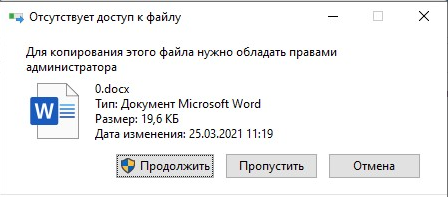 Отсутствует доступ к файлу
Для копирования этого файла нужно обладать правами
администратора
W
0.docx
Тип: Документ Microsoft Word
Размер: 19,6 КБ
Дата изменения: 25.03.2021 11:19
Продолжить Пропустить Отмена